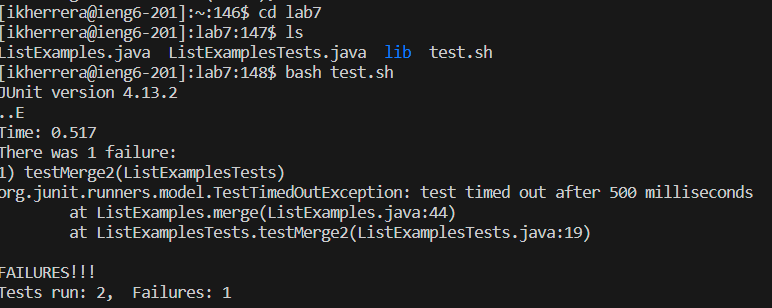 [ikherrera@ieng6-201]:~:146$ cd lab7
[ikherrera@ieng6-201]:lab7:147$ ls
ListExamples.java  ListExamplesTests.java  lib  test.sh
[ikherrera@ieng6-201]:lab7:148$ bash test.sh
JUnit version 4.13.2
..E
Time: 0.517
There was 1 failure:
1) testMerge2(ListExamplesTests)
org.junit.runners.model.TestTimedOutException: test timed out after 500 milliseconds
        at ListExamples.merge(ListExamples.java:44)
        at ListExamplesTests.testMerge2(ListExamplesTests.java:19)
FAILURES!!!
Tests run: 2,  Failures: 1